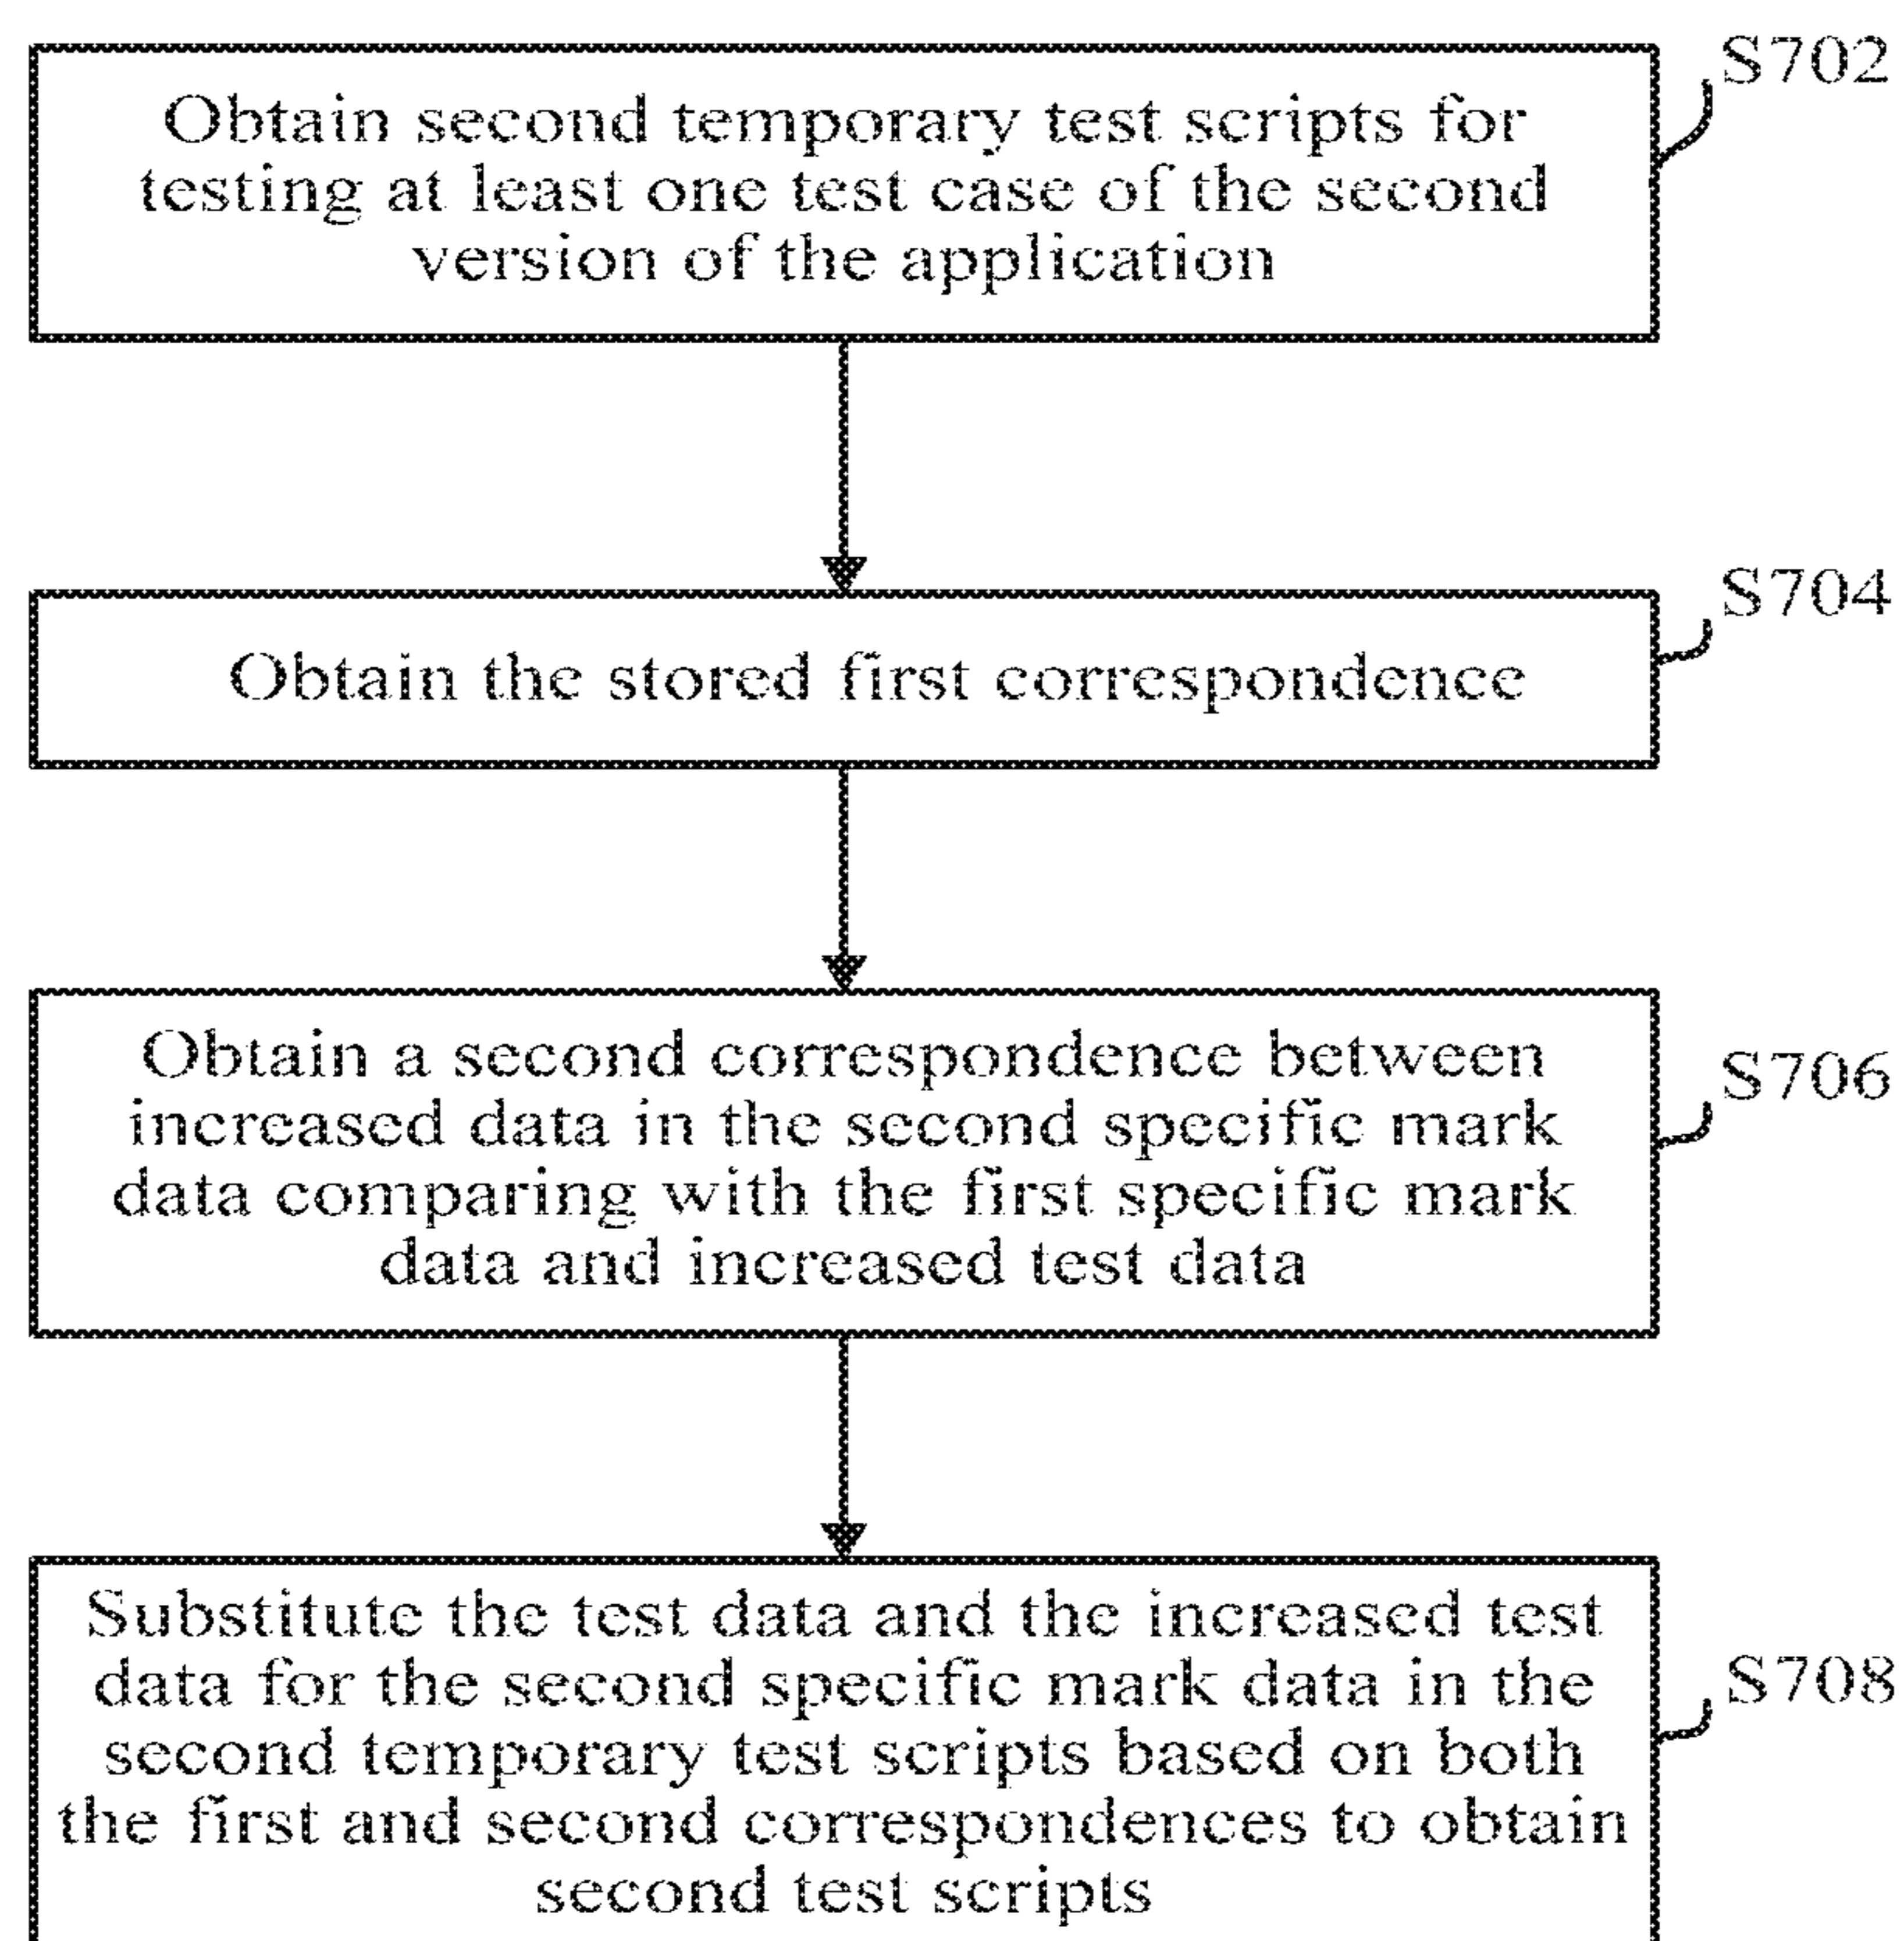 S702
Obtain second temporary test scripts for
testing at least one test case of the second
version of the application
S704
Obtain the stored first correspondence
S706
Obtain a second correspondence between
increased data in the second specific mark
data comparing with the first specific mark
data and increased test data
S708
Substitute the test data and the increased test
data for the second specific mark data in the
second temporary test scripts based on both
the first and second correspondences to obtain
second test scripts